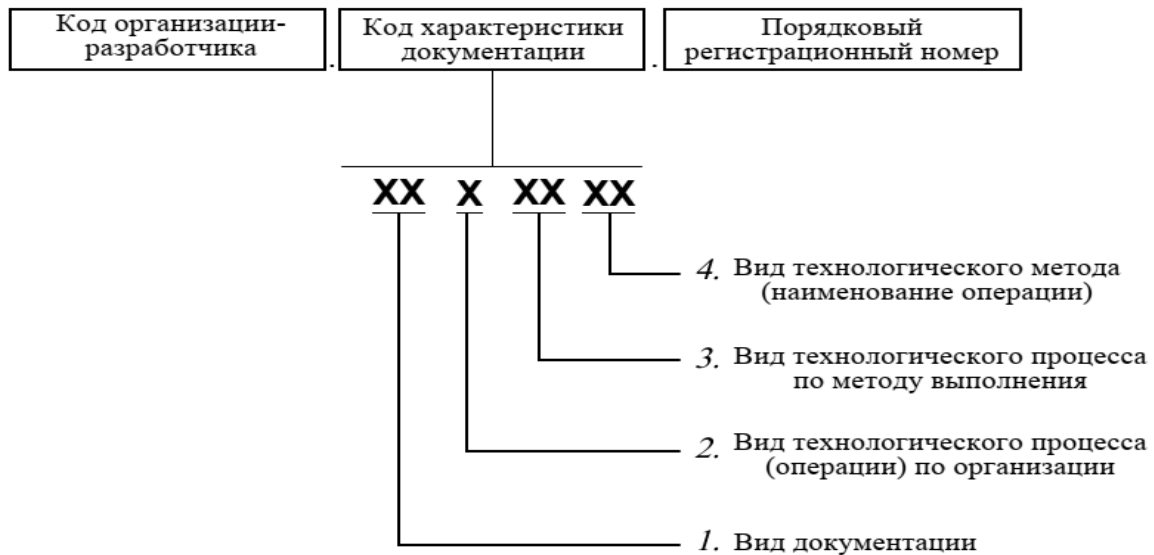 Код организации-
разработчика
.
Код характеристики
документации
.
Порядковый
регистрационный номер
XX X XX XX
4. Вид технологического метода
(наименование операции)
3. Вид технологического процесса
по методу выполнения
2. Вид технологического процесса
(операции) по организации
1. Вид документации